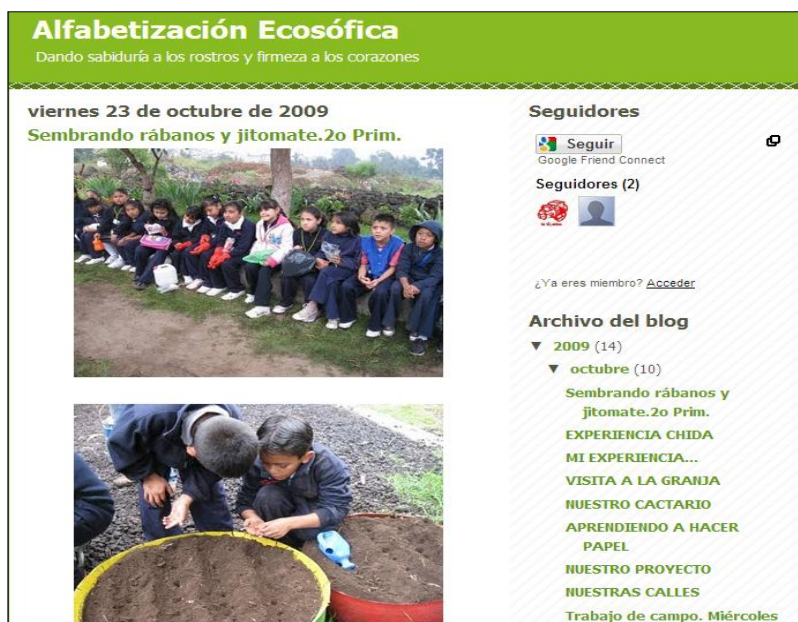 Alfabetización Ecosófica
Dando sabiduría a los rostros y firmeza a los corazones
viernes 23 de octubre de 2009
Sembrando rábanos y jitomate.2o Prim.
Seguidores
Seguir
Google Friend Connect
Seguidores (2)
¿Ya eres miembro? Acceder
Archivo del blog
▼ 2009 (14)
▼ octubre (10)
Sembrando rábanos y
jitomate.2o Prim.
EXPERIENCIA CHIDA
MI EXPERIENCIA...
VISITA A LA GRANJA
NUESTRO CACTARIO
APRENDIENDO A HACER
PAPEL
NUESTRO PROYECTO
NUESTRAS CALLES
Trabajo de campo. Miércoles